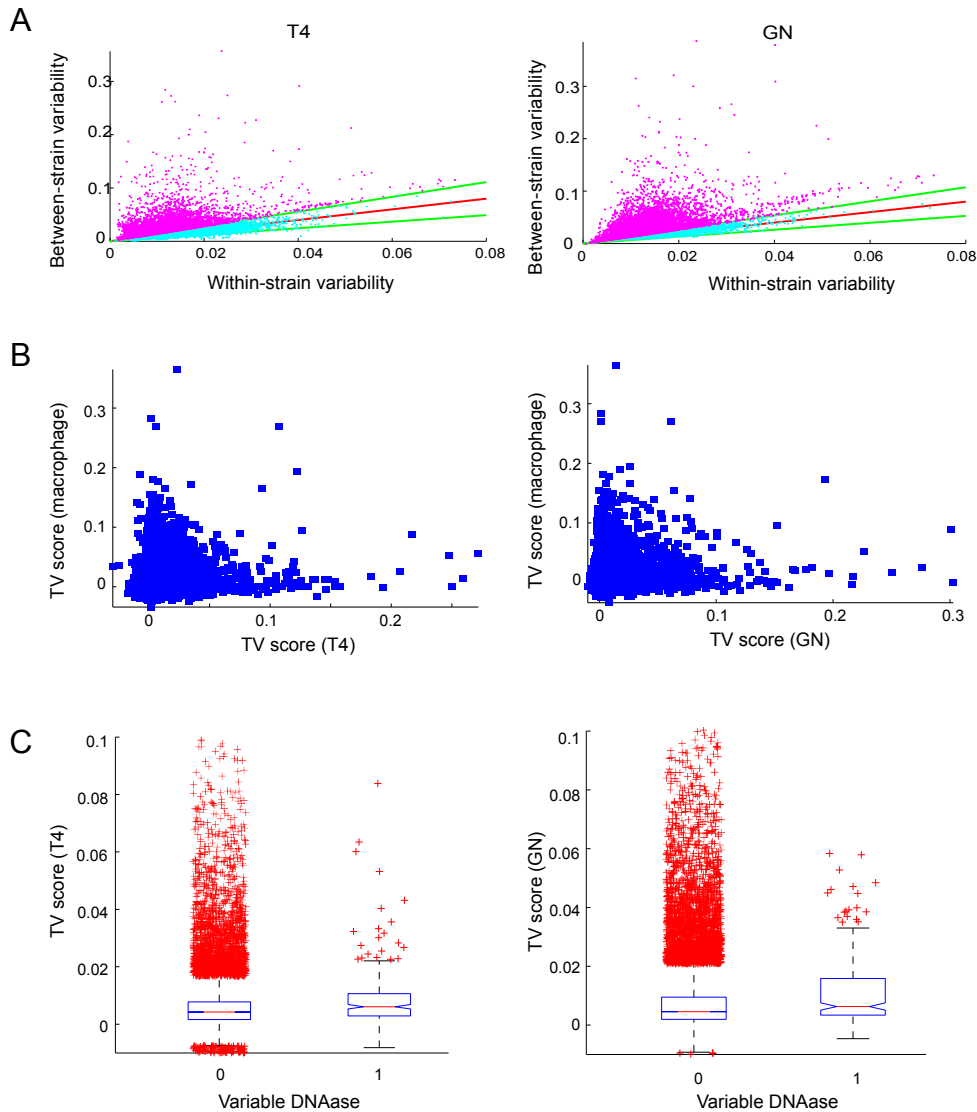 A
T4
GN
Between-strain variability
0.3
0.2
0.1
0
0
0.02
0.04
0.06
0.08
Within-strain variability
Between-strain variability
0.3
0.2
0.1
0
0
0.02
0.04
0.06
0.08
Within-strain variability
B
TV score (macrophage)
0.3
0.2
0.1
0
0
0.1
0.2
TV score (T4)
TV score (macrophage)
0.3
0.2
0.1
0
0
0.1
0.2
0.3
TV score (GN)
C
TV score (T4)
0.1
0.08
0.06
0.04
0.02
0
0
1
Variable DNAase
TV score (GN)
0.1
0.08
0.06
0.04
0.02
0
0
1
Variable DNAase